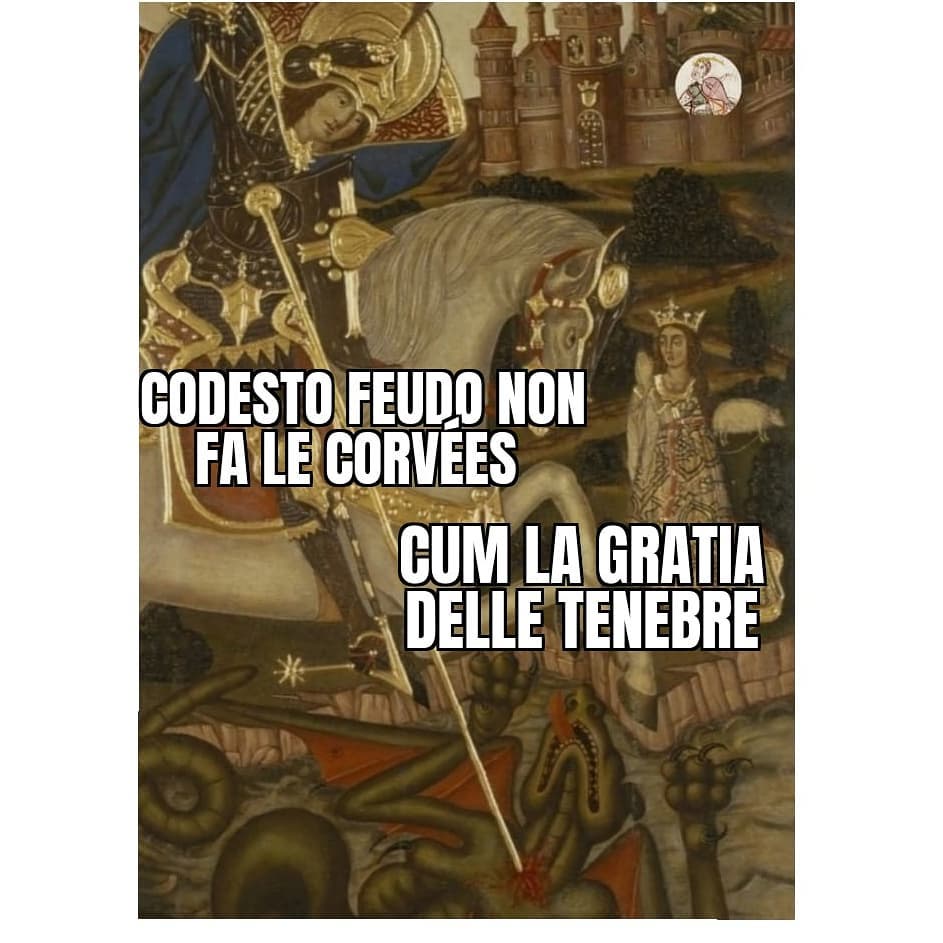 CODESTO FEUDO NON
FA LE CORVÉES
CUM LA GRATIA
DELLE TENEBRE